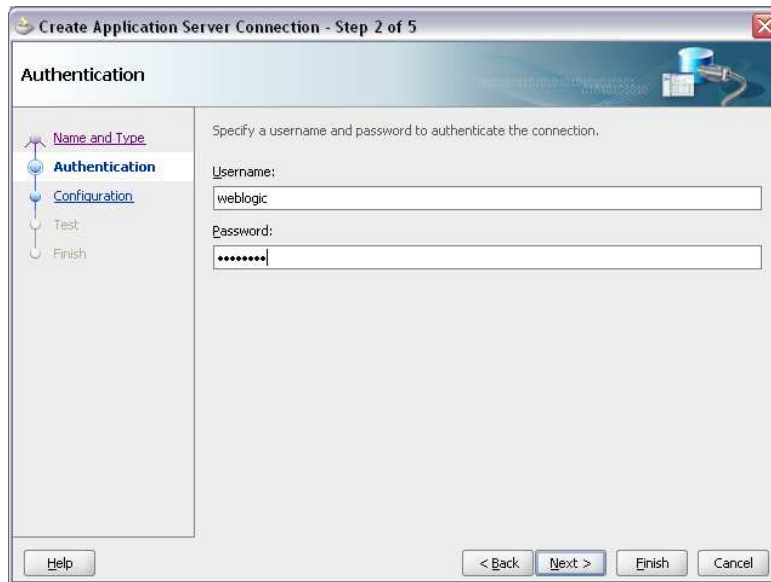 Create Application Server Connection - Step 2 of 5
Authentication
Name and Type
Authentication
Configuration
Test
Finish
Specify a username and password to authenticate the connection.
Username:
weblogic
Password:
••••••••
Help
< Back
Next >
Finish
Cancel